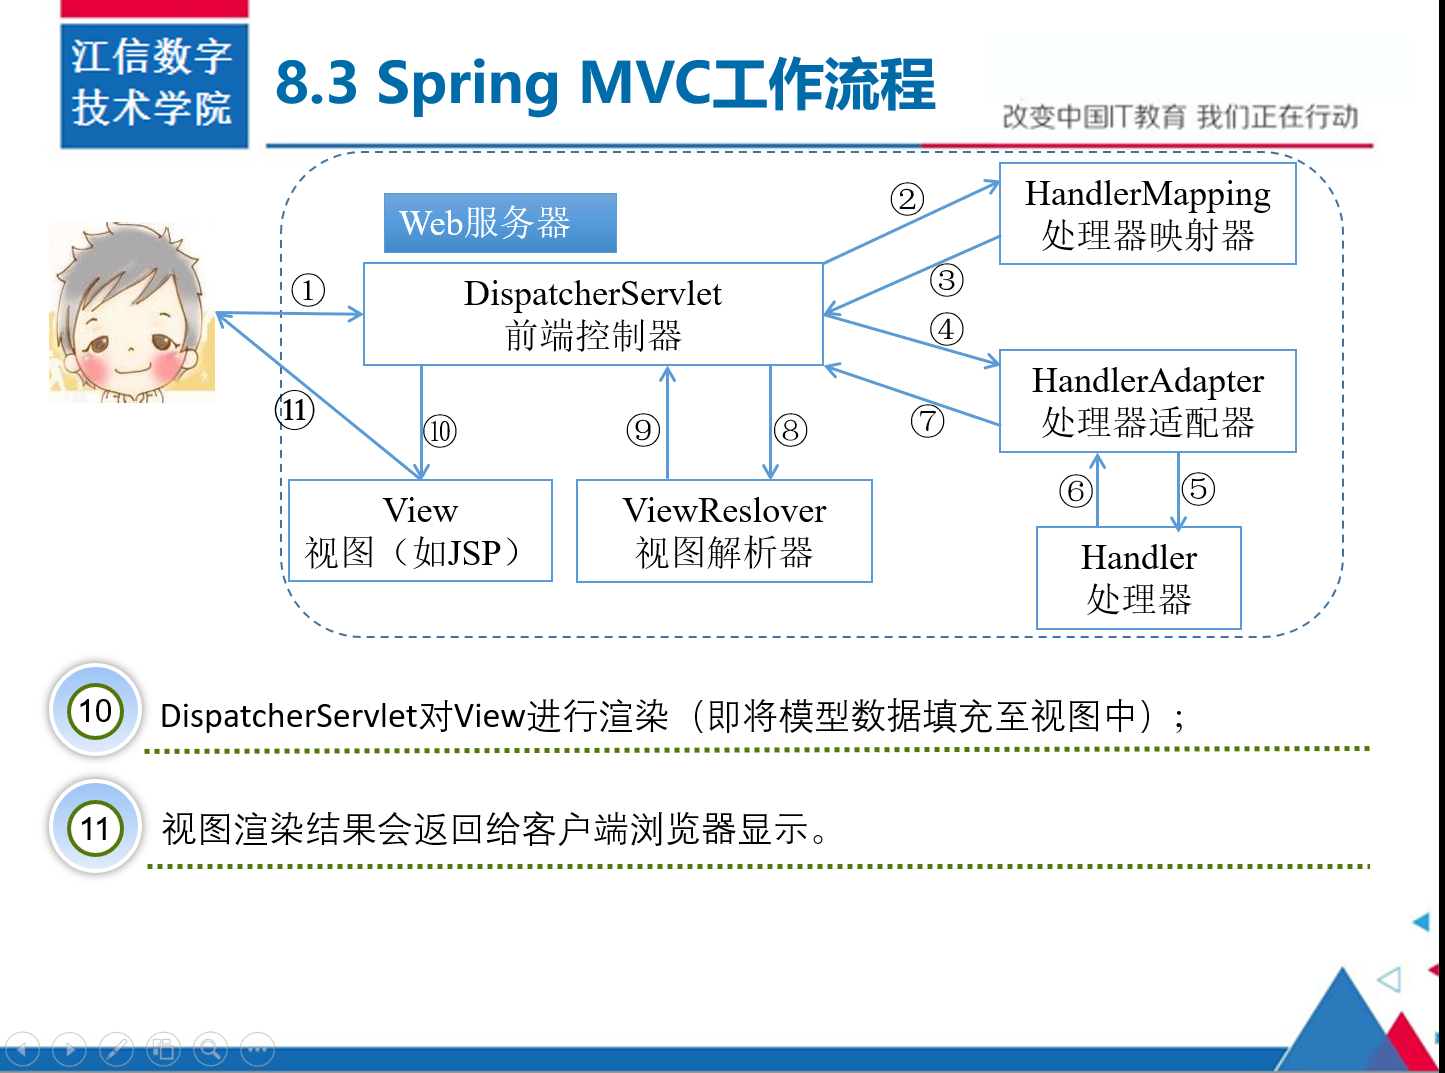 江信数字
技术学院
8.3 Spring MVC工作流程
改变中国IT教育 我们正在行动
Web服务器
DispatcherServlet
前端控制器
HandlerMapping
处理器映射器
HandlerAdapter
处理器适配器
Handler
处理器
ViewReslover
视图解析器
View
视图（如JSP）
①
②
③
④
⑤
⑥
⑦
⑧
⑨
⑩
⑪
10
DispatcherServlet对View进行渲染（即将模型数据填充至视图中）;
11
视图渲染结果会返回给客户端浏览器显示。